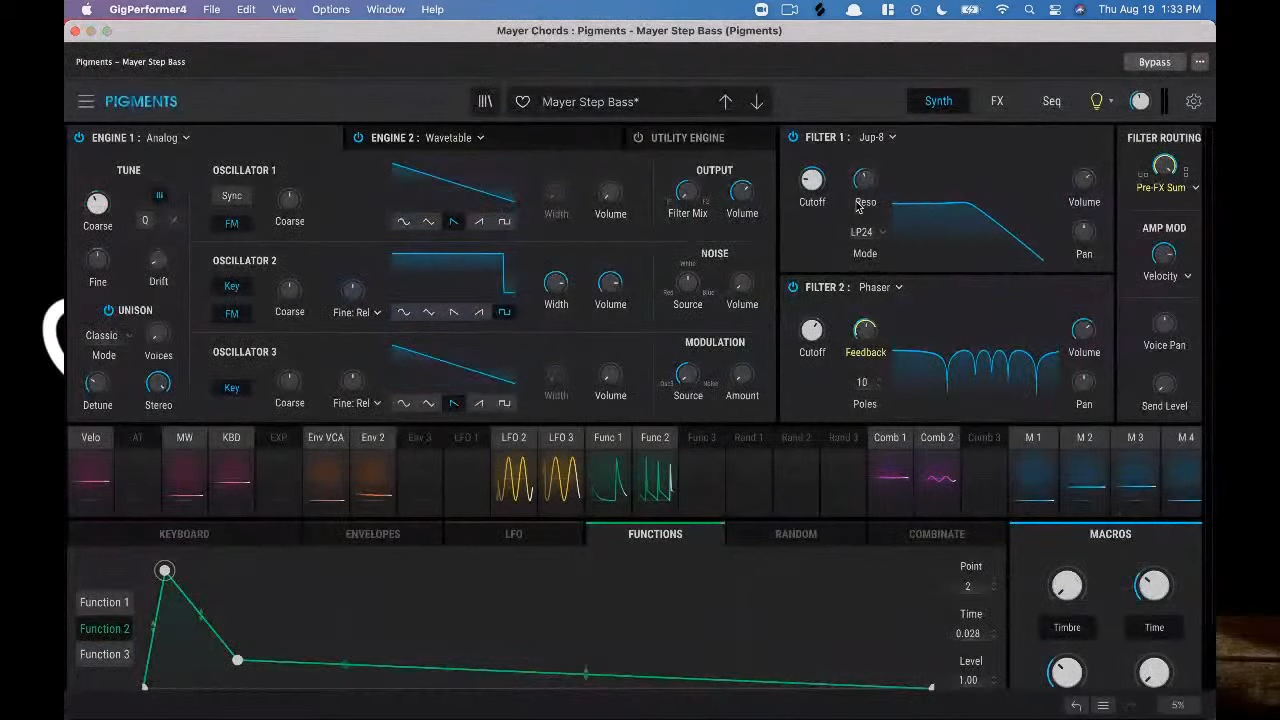 GigPerformer4 File Edit View Options Window Help Thu Aug 19 1:33 PM
Mayer Chords : Pigments - Mayer Step Bass (Pigments)
Pigments – Mayer Step Bass Bypass
PIGMENTS Mayer Step Bass* Synth FX Seq
ENGINE 1: Analog ENGINE 2: Wavetable UTILITY ENGINE FILTER 1: Jup-8 FILTER ROUTING
TUNE OSCILLATOR 1 OUTPUT
Sync Pre-FX Sum
Coarse Coarse Width Volume Filter Mix F2 Volume Cutoff Reso Volume
Q FM
LP24 AMP MOD
OSCILLATOR 2 NOISE Mode Pan
White
Key Red Blue Velocity
Fine Drift FM Coarse Fine: Rel Width Volume Source Volume FILTER 2: Phaser
UNISON
Classic Voice Pan
Mode Voices OSCILLATOR 3 MODULATION Cutoff Feedback Volume
Osc3 Noise
Key 10
Detune Stereo Coarse Fine: Rel Width Volume Source Amount Poles Pan Send Level
Velo AT MW KBD EXP Env VCA Env 2 Env 3 LFO 1 LFO 2 LFO 3 Func 1 Func 2 Func 3 Rand 1 Rand 2 Rand 3 Comb 1 Comb 2 Comb 3 M 1 M 2 M 3 M 4
KEYBOARD ENVELOPES LFO FUNCTIONS RANDOM COMBINATE MACROS
Point
2
Function 1
Time
Function 2 0.028 Timbre Time
Function 3 Level
1.00
5%